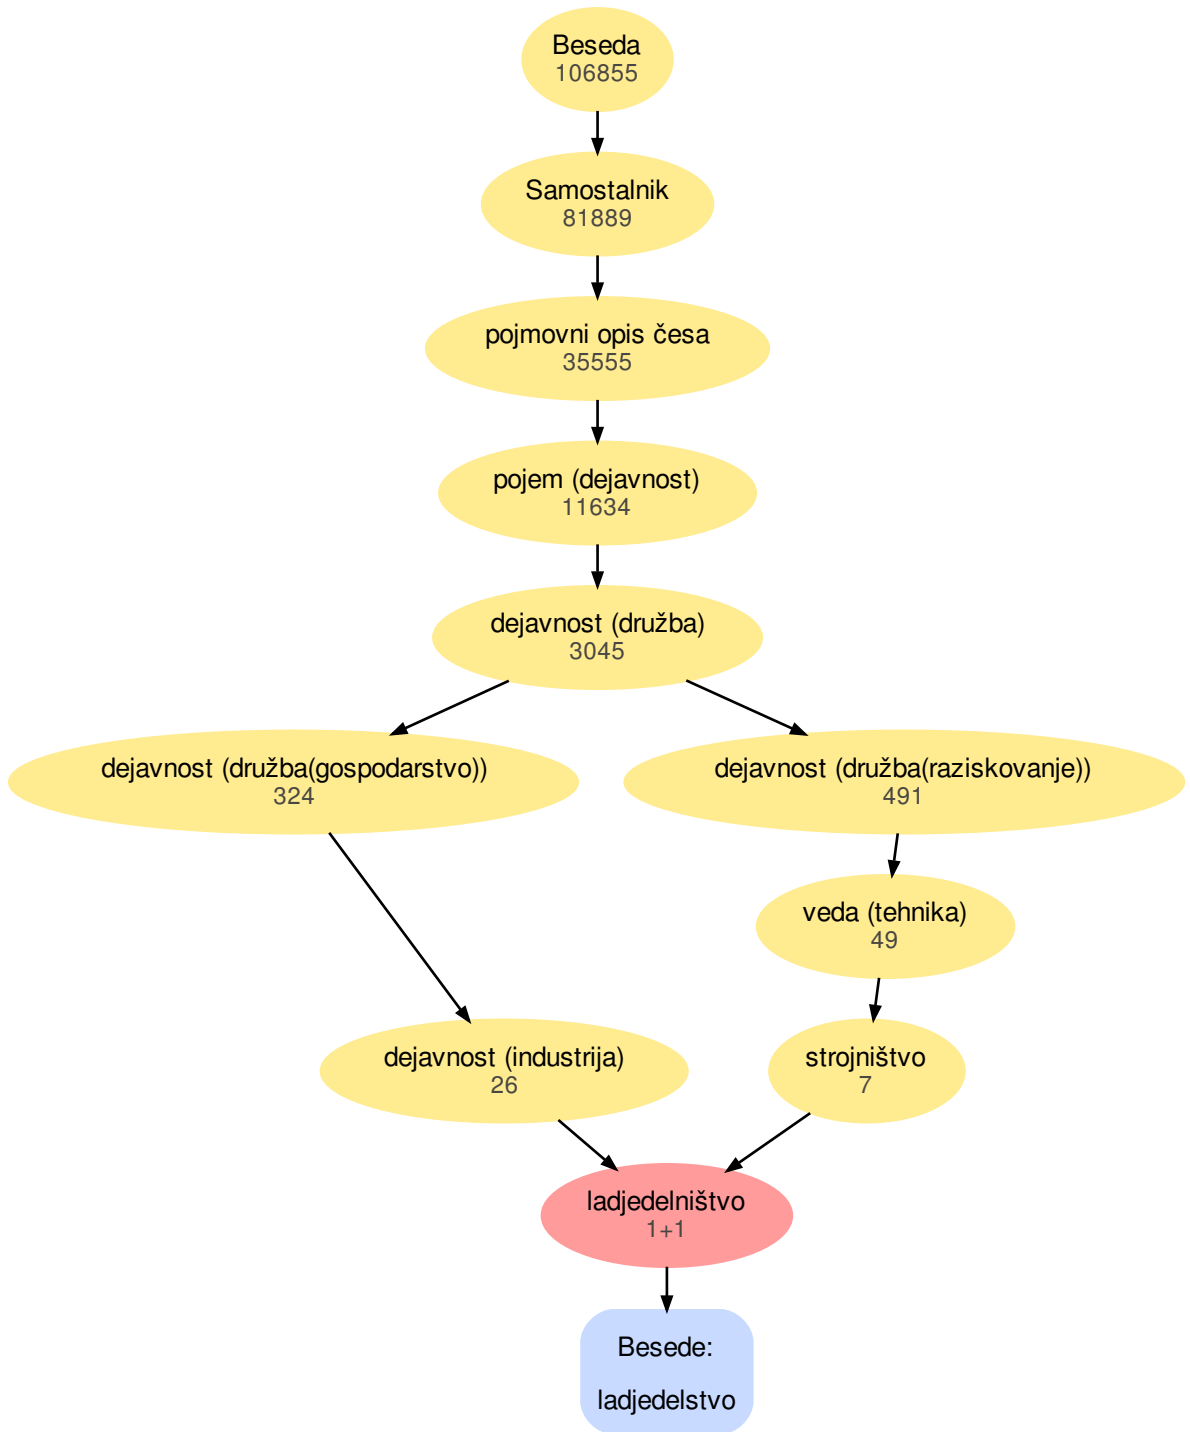 Beseda
106855
Samostalnik
81889
pojmovni opis česa
35555
pojem (dejavnost)
11634
dejavnost (družba)
3045
dejavnost (družba(gospodarstvo))
324
dejavnost (družba(raziskovanje))
491
veda (tehnika)
49
dejavnost (industrija)
26
strojništvo
7
ladjedelništvo
1+1
Besede:
ladjedelstvo